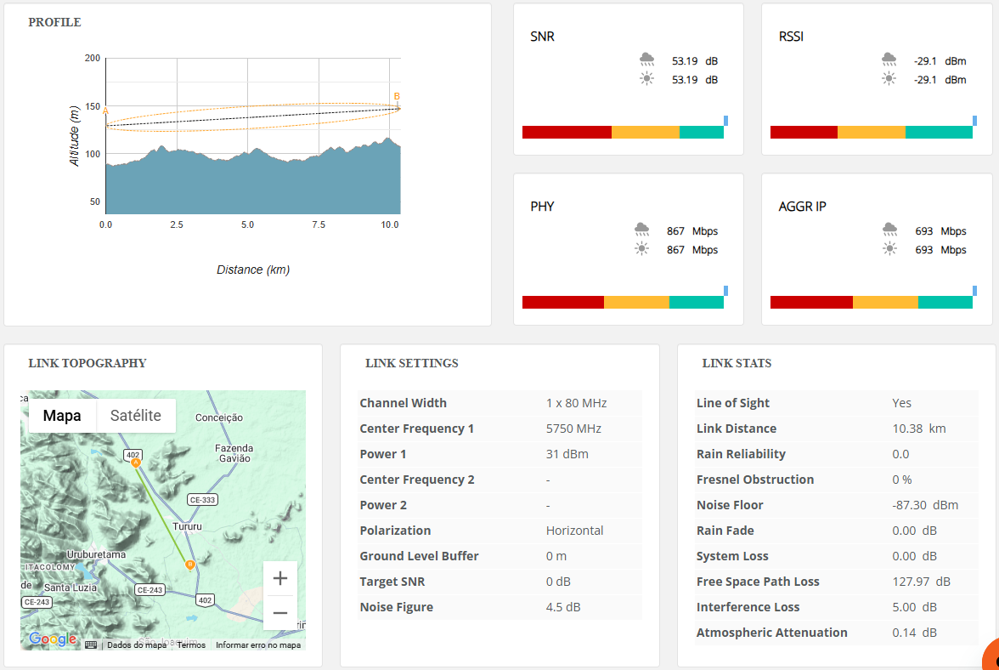 PROFILE
200
150
100
50
Altitude (m)
A
B
0.0 2.5 5.0 7.5 10.0
Distance (km)
SNR
53.19 dB
53.19 dB
RSSI
-29.1 dBm
-29.1 dBm
PHY
867 Mbps
867 Mbps
AGGR IP
693 Mbps
693 Mbps
LINK TOPOGRAPHY
ca
Mapa Satélite
Conceição
402
A
Fazenda
Gavião
CE-333
Tururu
Uruburetama
ITACOLOMY
B
de Santa Luzia
CE-243
CE-243
402
+
−
São Joaquim
Google
Dados do mapa Termos Informar erro no mapa
LINK SETTINGS
Channel Width 1 x 80 MHz
Center Frequency 1 5750 MHz
Power 1 31 dBm
Center Frequency 2 -
Power 2 -
Polarization Horizontal
Ground Level Buffer 0 m
Target SNR 0 dB
Noise Figure 4.5 dB
LINK STATS
Line of Sight Yes
Link Distance 10.38 km
Rain Reliability 0.0
Fresnel Obstruction 0 %
Noise Floor -87.30 dBm
Rain Fade 0.00 dB
System Loss 0.00 dB
Free Space Path Loss 127.97 dB
Interference Loss 5.00 dB
Atmospheric Attenuation 0.14 dB